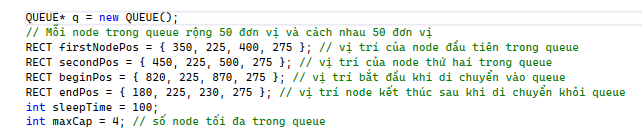 QUEUE* q = new QUEUE();
// Mỗi node trong queue rộng 50 đơn vị và cách nhau 50 đơn vị
RECT firstNodePos = { 350, 225, 400, 275 }; // vị trí của node đầu tiên trong queue
RECT secondPos = { 450, 225, 500, 275 }; // vị trí của node thứ hai trong queue
RECT beginPos = { 820, 225, 870, 275 }; // vị trí bắt đầu khi di chuyển vào queue
RECT endPos = { 180, 225, 230, 275 }; // vị trí node kết thúc sau khi di chuyển khỏi queue
int sleepTime = 100;
int maxCap = 4; // số node tối đa trong queue